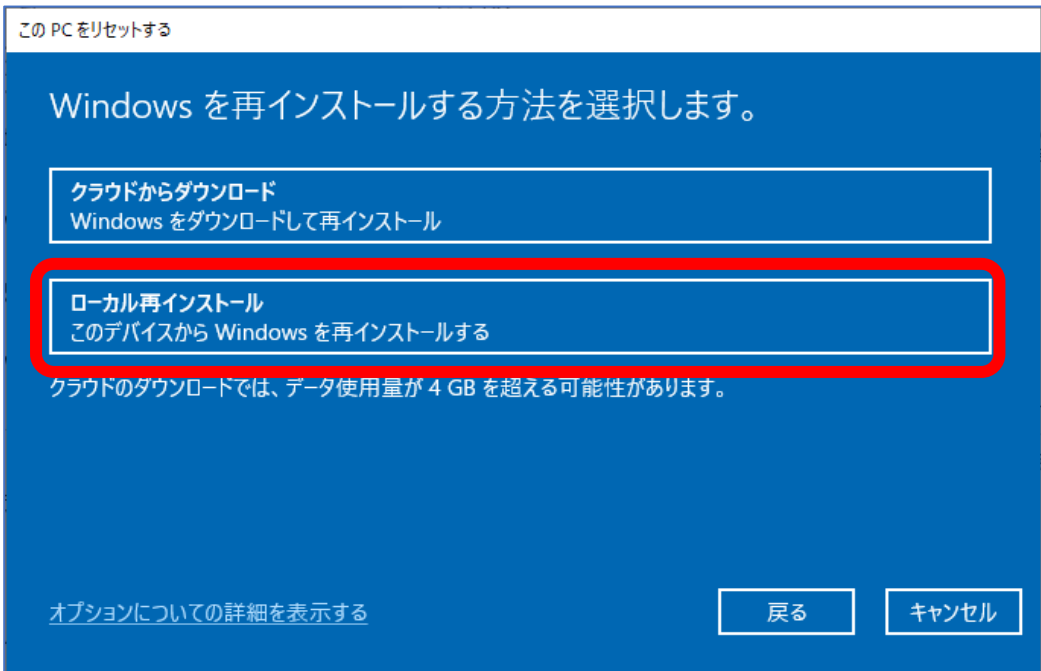 この PC をリセットする
Windows を再インストールする方法を選択します。
クラウドからダウンロード
Windows をダウンロードして再インストール
ローカル再インストール
このデバイスから Windows を再インストールする
クラウドのダウンロードでは、データ使用量が 4 GB を超える可能性があります。
オプションについての詳細を表示する
戻る
キャンセル